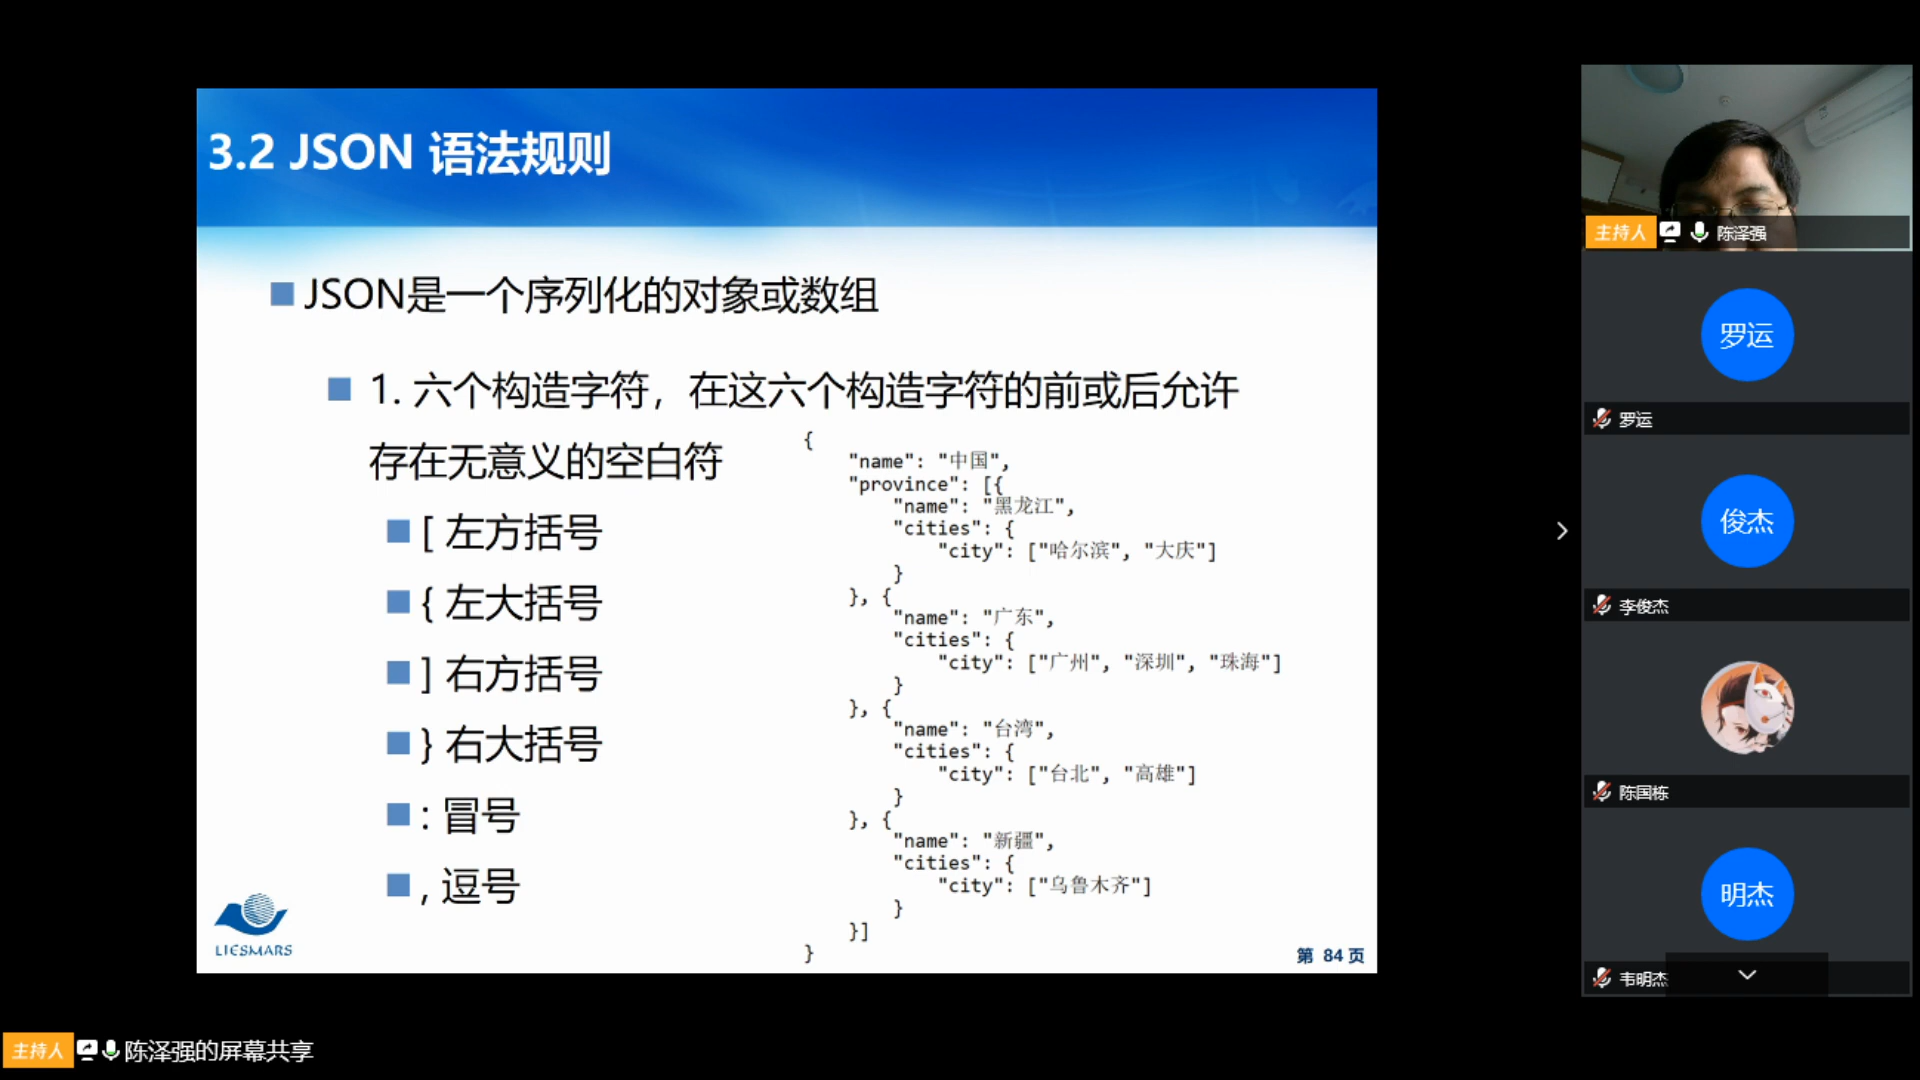 3.2 JSON 语法规则
JSON是一个序列化的对象或数组
1. 六个构造字符，在这六个构造字符的前或后允许
存在无意义的空白符
[ 左方括号
{ 左大括号
] 右方括号
} 右大括号
: 冒号
, 逗号
{
"name": "中国",
"province": [{
"name": "黑龙江",
"cities": {
"city": ["哈尔滨", "大庆"]
}
}, {
"name": "广东",
"cities": {
"city": ["广州", "深圳", "珠海"]
}
}, {
"name": "台湾",
"cities": {
"city": ["台北", "高雄"]
}
}, {
"name": "新疆",
"cities": {
"city": ["乌鲁木齐"]
}
}]
}
LIESMARS
第 84 页
主持人 陈泽强
罗运
罗运
俊杰
李俊杰
陈国栋
明杰
韦明杰
主持人 陈泽强的屏幕共享